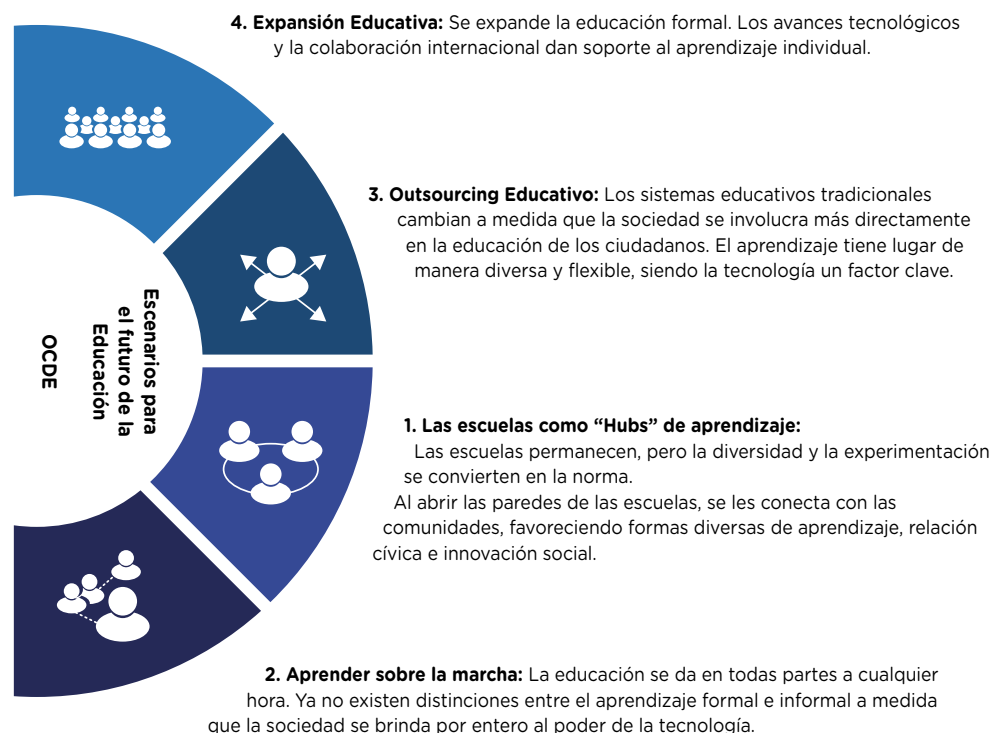 4. Expansión Educativa: Se expande la educación formal. Los avances tecnológicos
y la colaboración internacional dan soporte al aprendizaje individual.
3. Outsourcing Educativo: Los sistemas educativos tradicionales
cambian a medida que la sociedad se involucra más directamente
en la educación de los ciudadanos. El aprendizaje tiene lugar de
manera diversa y flexible, siendo la tecnología un factor clave.
Escenarios para
el futuro de la
Educación
OCDE
1. Las escuelas como “Hubs” de aprendizaje:
Las escuelas permanecen, pero la diversidad y la experimentación
se convierten en la norma.
Al abrir las paredes de las escuelas, se les conecta con las
comunidades, favoreciendo formas diversas de aprendizaje, relación
cívica e innovación social.
2. Aprender sobre la marcha: La educación se da en todas partes a cualquier
hora. Ya no existen distinciones entre el aprendizaje formal e informal a medida
que la sociedad se brinda por entero al poder de la tecnología.